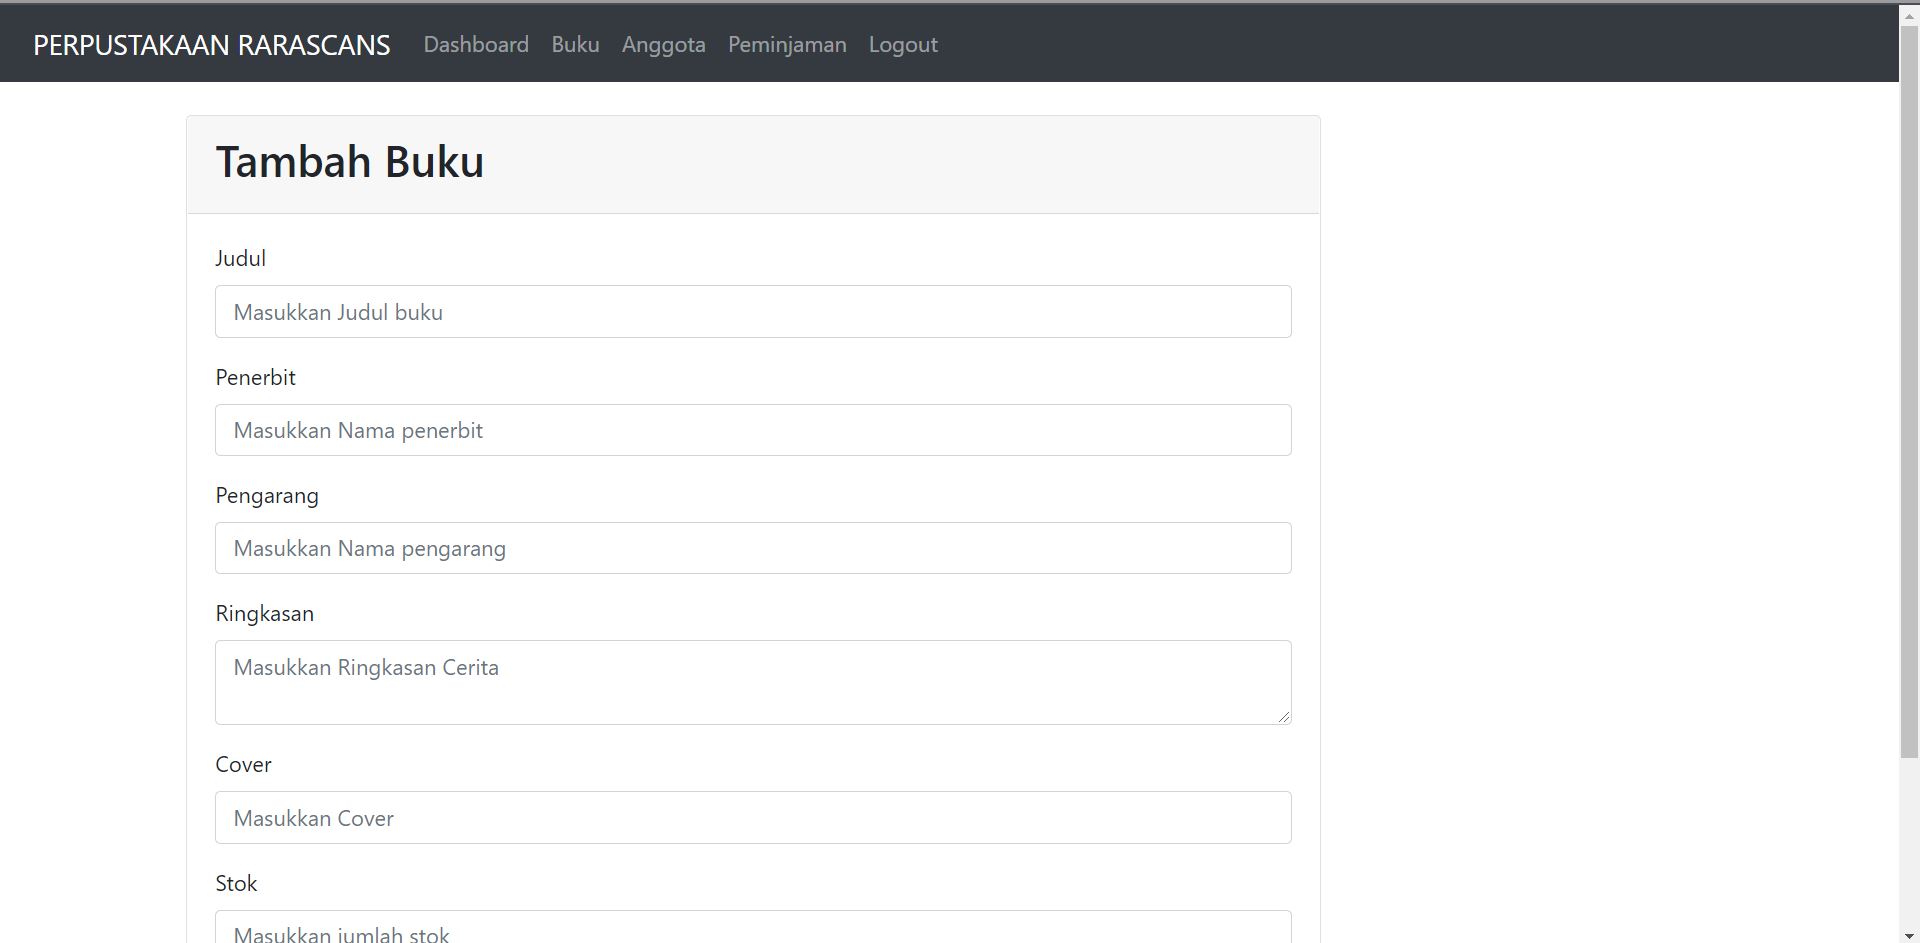 PERPUSTAKAAN RARASCANS Dashboard Buku Anggota Peminjaman Logout
Tambah Buku
Judul
Masukkan Judul buku
Penerbit
Masukkan Nama penerbit
Pengarang
Masukkan Nama pengarang
Ringkasan
Masukkan Ringkasan Cerita
Cover
Masukkan Cover
Stok
Masukkan jumlah stok